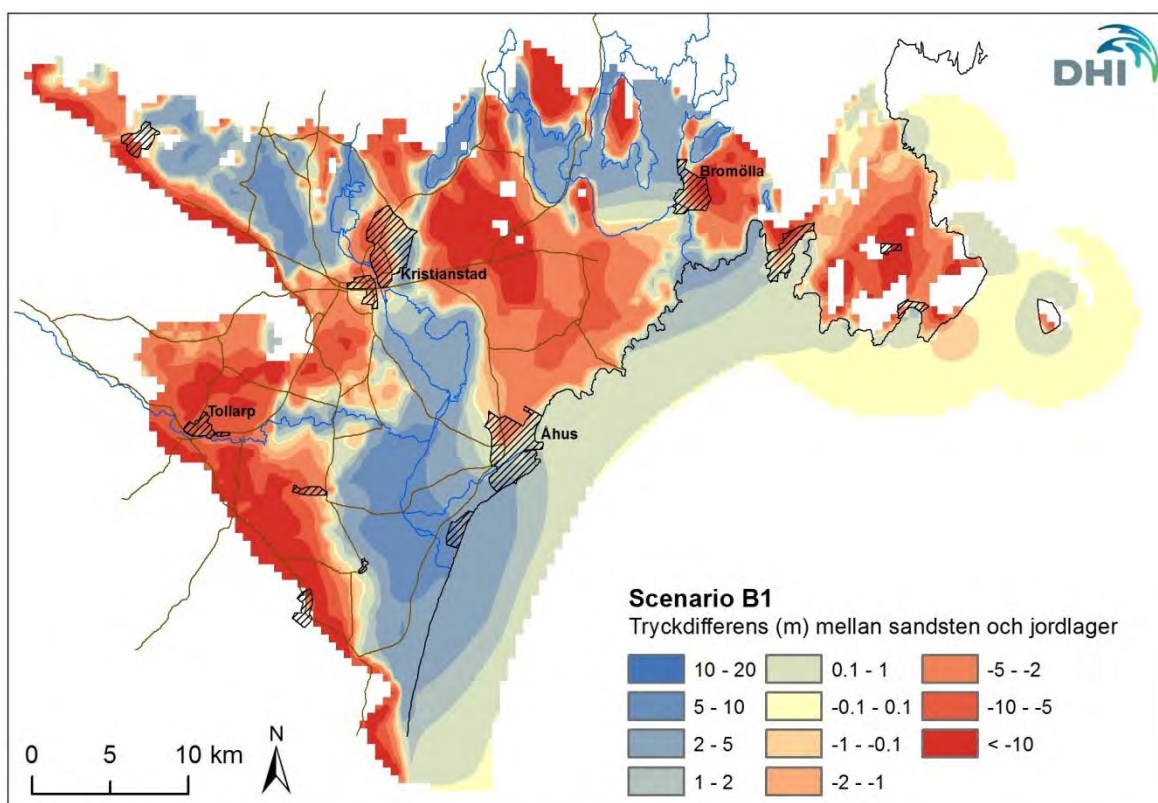 DHI
Bromölla
Kristianstad
Tollarp
Åhus
Scenario B1
Tryckdifferens (m) mellan sandsten och jordlager
10 - 20
5 - 10
2 - 5
1 - 2
0.1 - 1
-0.1 - 0.1
-1 - -0.1
-2 - -1
-5 - -2
-10 - -5
< -10
N
0 5 10 km